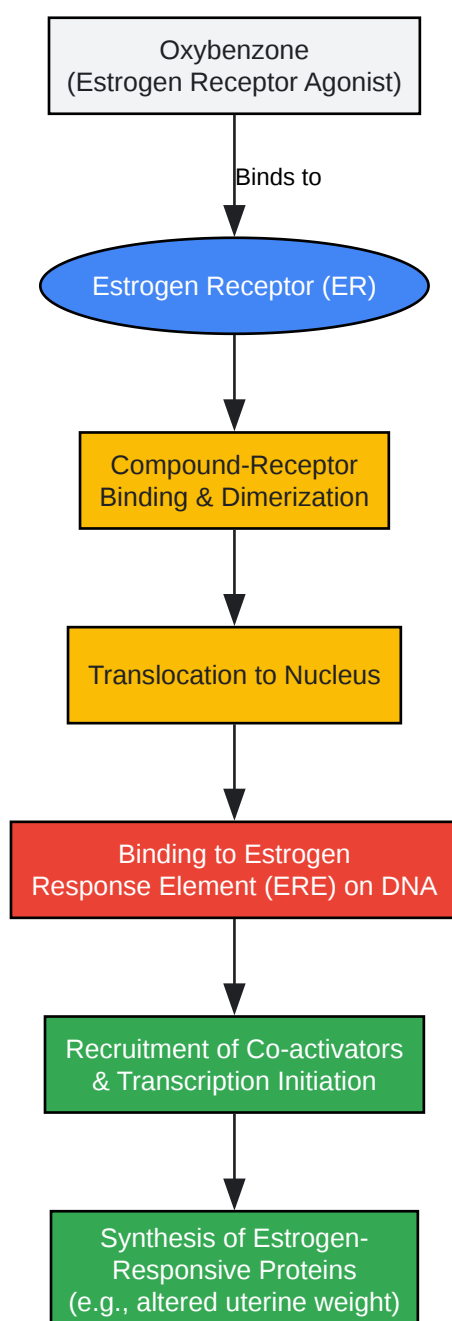 Oxybenzone
(Estrogen Receptor Agonist)
Binds to
Estrogen Receptor (ER)
Compound-Receptor
Binding & Dimerization
Translocation to Nucleus
Binding to Estrogen
Response Element (ERE) on DNA
Recruitment of Co-activators
& Transcription Initiation
Synthesis of Estrogen-
Responsive Proteins
(e.g., altered uterine weight)